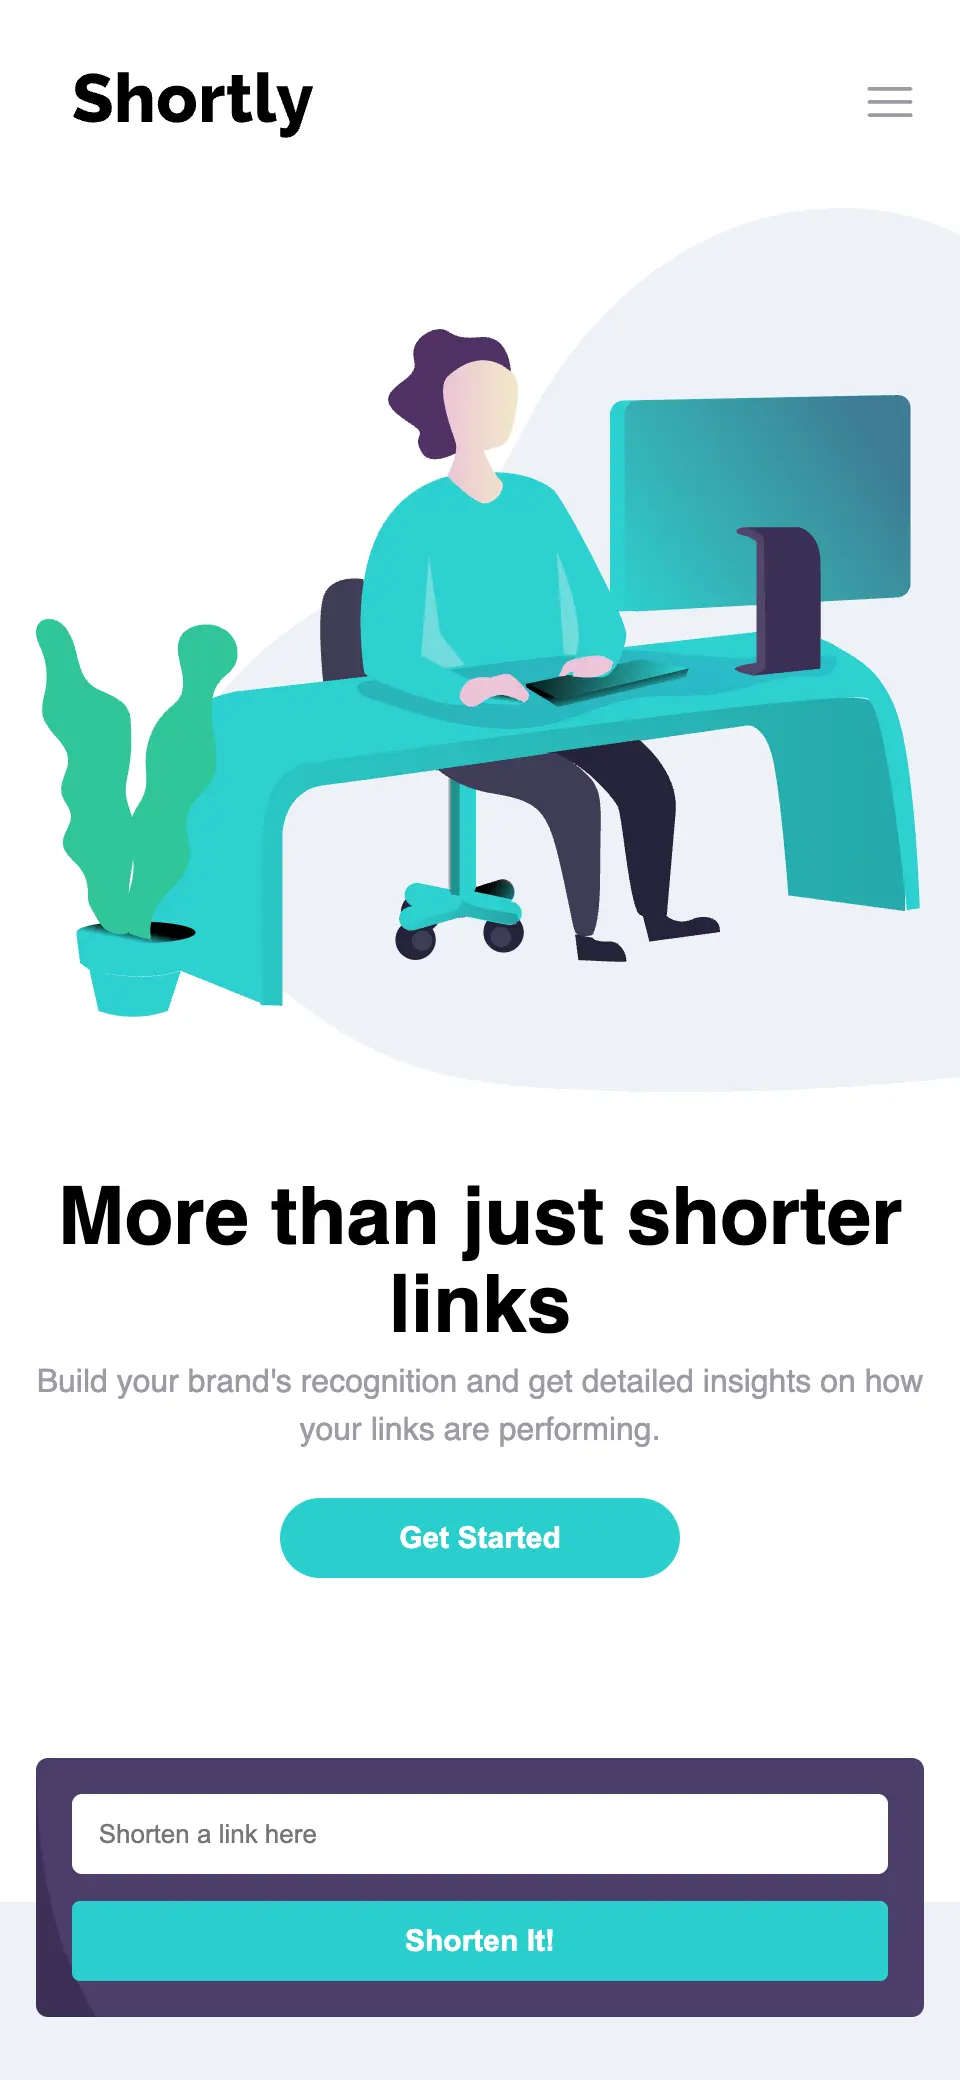 Shortly
More than just shorter
links
Build your brand's recognition and get detailed insights on how
your links are performing.
Get Started
Shorten a link here
Shorten It!